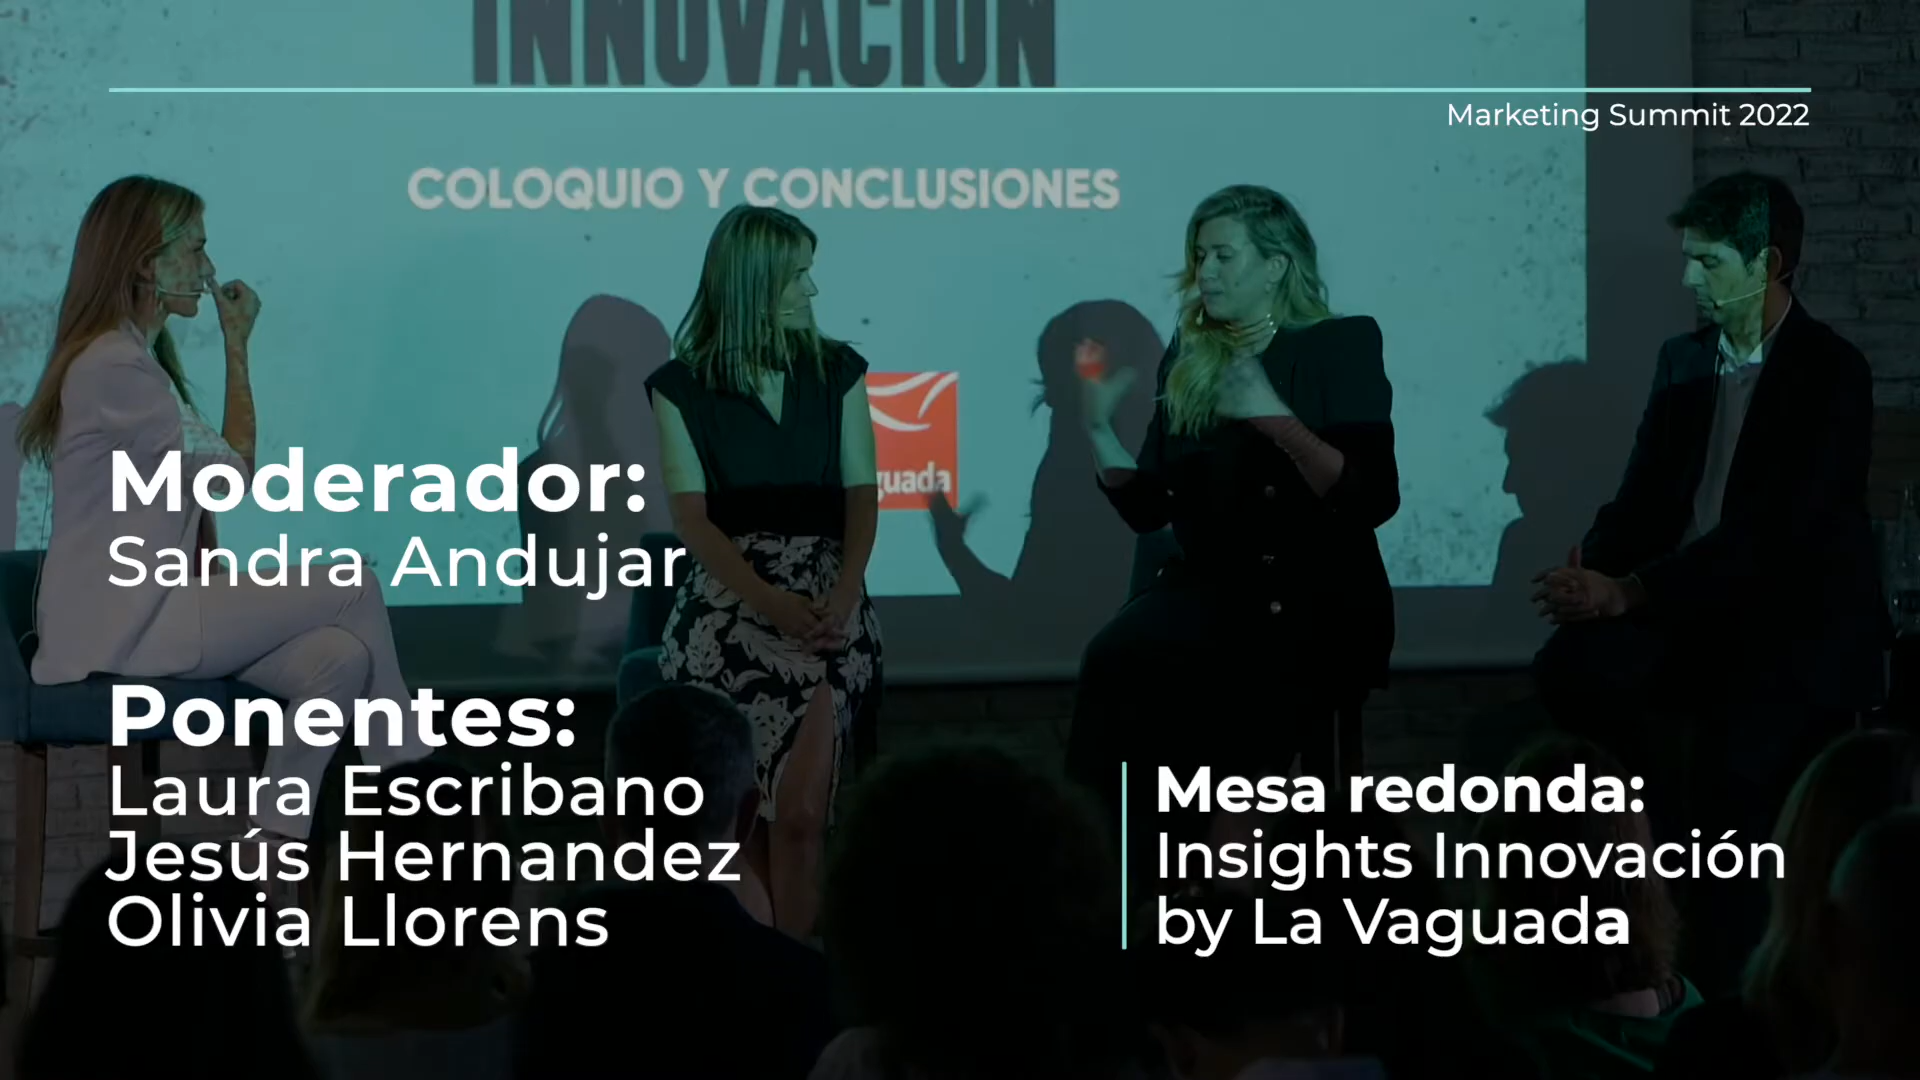 INNOVACIÓN
Marketing Summit 2022
COLOQUIO Y CONCLUSIONES
guada
Moderador:
Sandra Andujar
Ponentes:
Laura Escribano
Jesús Hernandez
Olivia Llorens
Mesa redonda:
Insights Innovación
by La Vaguada